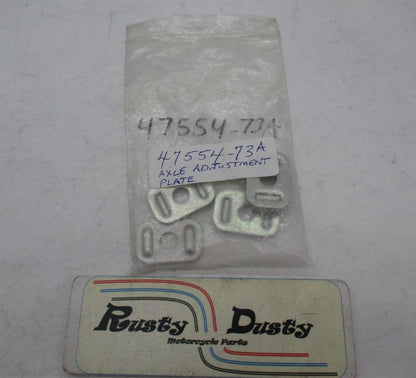 47554-73A
47554-73A
AXLE ADJUSTMENT
PLATE
Rusty Dusty
Motorcycle Parts